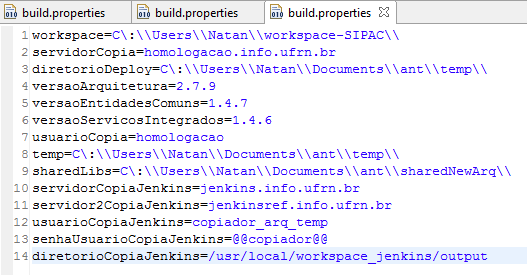 build.properties build.properties build.properties
1 workspace=C\:\\Users\\Natan\\workspace-SIPAC\\
2 servidorCopia=homologacao.info.ufrn.br
3 diretorioDeploy=C\:\\Users\\Natan\\Documents\\ant\\temp\\
4 versaoArquitetura=2.7.9
5 versaoEntidadesComuns=1.4.7
6 versaoServicosIntegrados=1.4.6
7 usuarioCopia=homologacao
8 temp=C\:\\Users\\Natan\\Documents\\ant\\temp\\
9 sharedLibs=C\:\\Users\\Natan\\Documents\\ant\\sharedNewArq\\
10 servidorCopiaJenkins=jenkins.info.ufrn.br
11 servidor2CopiaJenkins=jenkinsref.info.ufrn.br
12 usuarioCopiaJenkins=copiador_arq_temp
13 senhaUsuarioCopiaJenkins=@@copiador@@
14 diretorioCopiaJenkins=/usr/local/workspace_jenkins/output